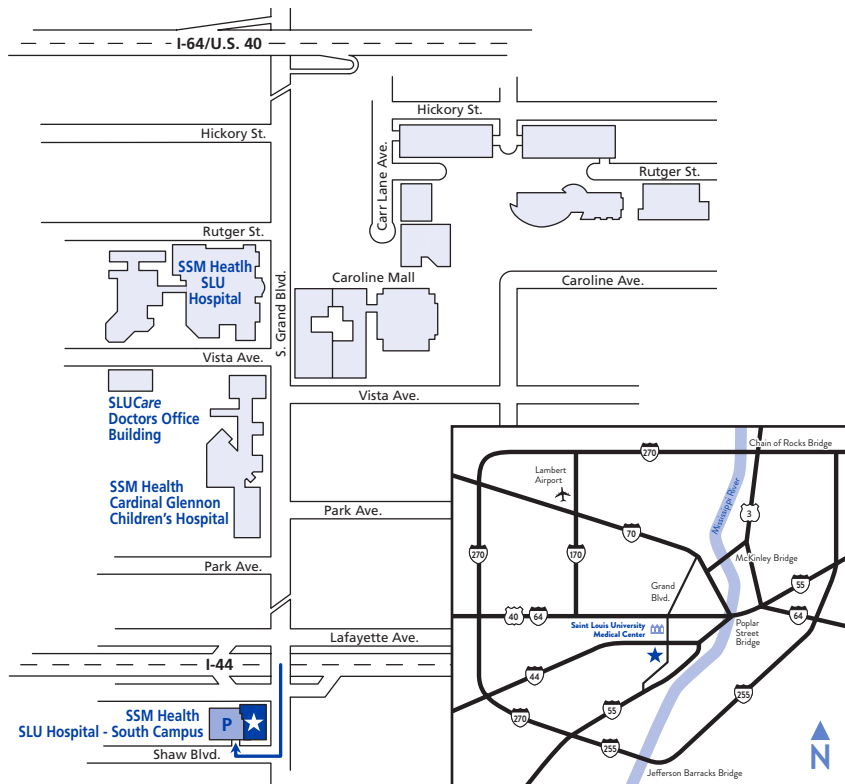 I-64/U.S. 40
Hickory St.
Hickory St.
Carr Lane Ave.
Rutger St.
Rutger St.
S. Grand Blvd.
SSM Heatlh
SLU
Hospital
Caroline Mall
Caroline Ave.
Vista Ave.
Vista Ave.
SLUCare
Doctors Office
Building
SSM Health
Cardinal Glennon
Children's Hospital
Park Ave.
Park Ave.
Lafayette Ave.
I-44
SSM Health
SLU Hospital - South Campus
P
Shaw Blvd.
Chain of Rocks Bridge
270
Lambert
Airport
Mississippi River
3
70
270
170
McKinley Bridge
55
Grand
Blvd.
40
64
64
Saint Louis University
Medical Center
Poplar
Street
Bridge
44
255
55
270
255
N
Jefferson Barracks Bridge